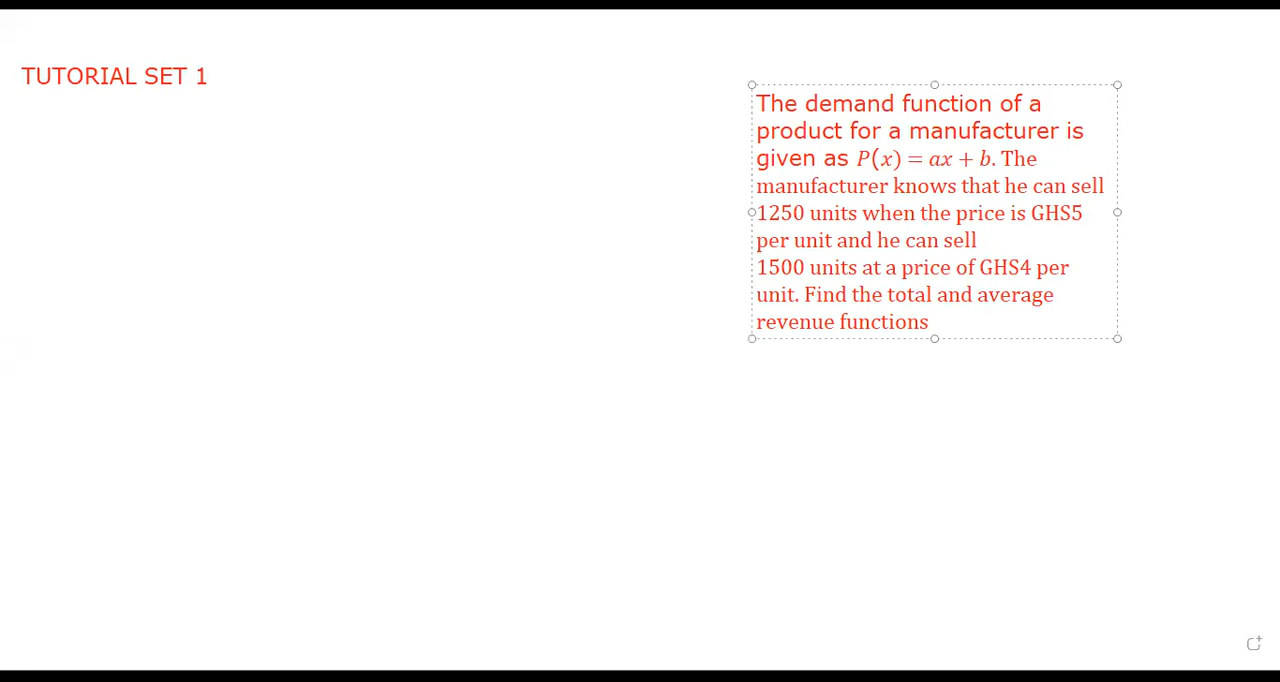 TUTORIAL SET 1
The demand function of a
product for a manufacturer is
given as P(x) = ax + b. The
manufacturer knows that he can sell
1250 units when the price is GHS5
per unit and he can sell
1500 units at a price of GHS4 per
unit. Find the total and average
revenue functions